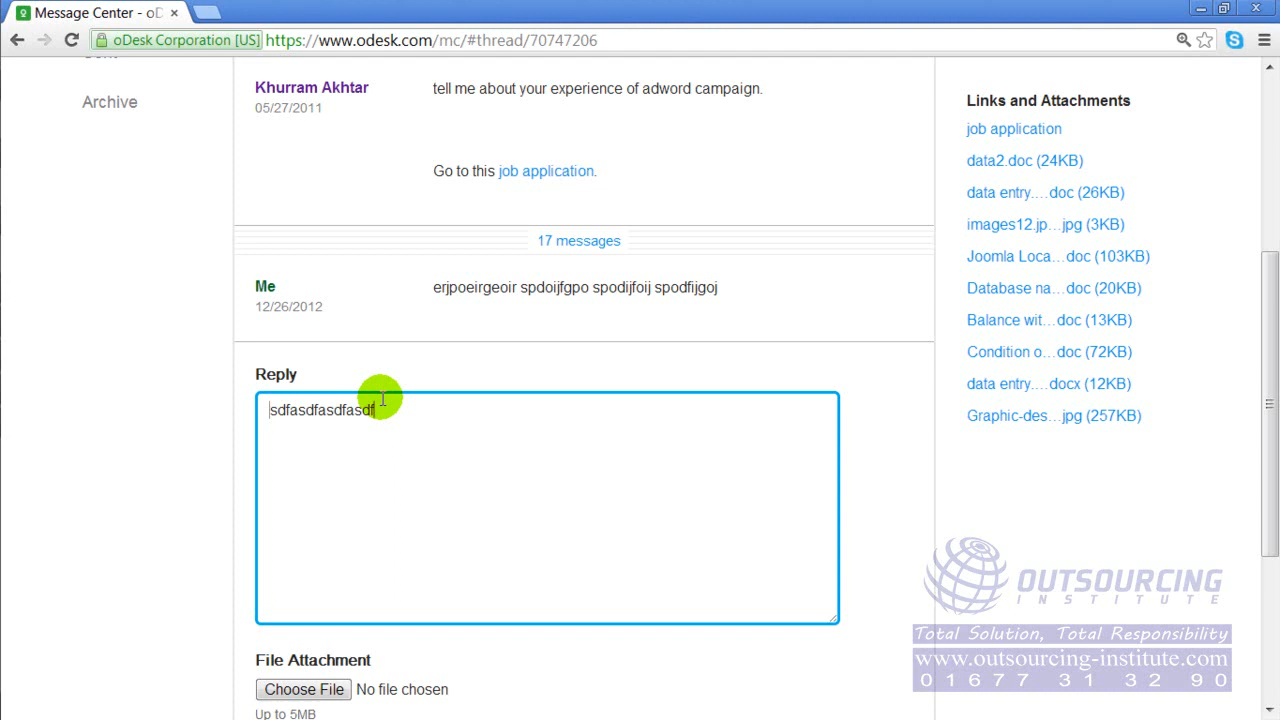 Message Center - oD
oDesk Corporation [US] https://www.odesk.com/mc/#thread/70747206
Archive
Khurram Akhtar
05/27/2011
tell me about your experience of adword campaign.
Go to this job application.
17 messages
Me
12/26/2012
erjpoeirgeoir spdoijfgpo spodijfoij spodfijgoj
Reply
sdfasdfasdfasdf
File Attachment
Choose File No file chosen
Up to 5MB
Links and Attachments
job application
data2.doc (24KB)
data entry....doc (26KB)
images12.jp...jpg (3KB)
Joomla Loca...doc (103KB)
Database na...doc (20KB)
Balance wit...doc (13KB)
Condition o...doc (72KB)
data entry....docx (12KB)
Graphic-des...jpg (257KB)
OUTSOURCING
INSTITUTE
Total Solution, Total Responsibility
www.outsourcing-institute.com
01677 31 32 90